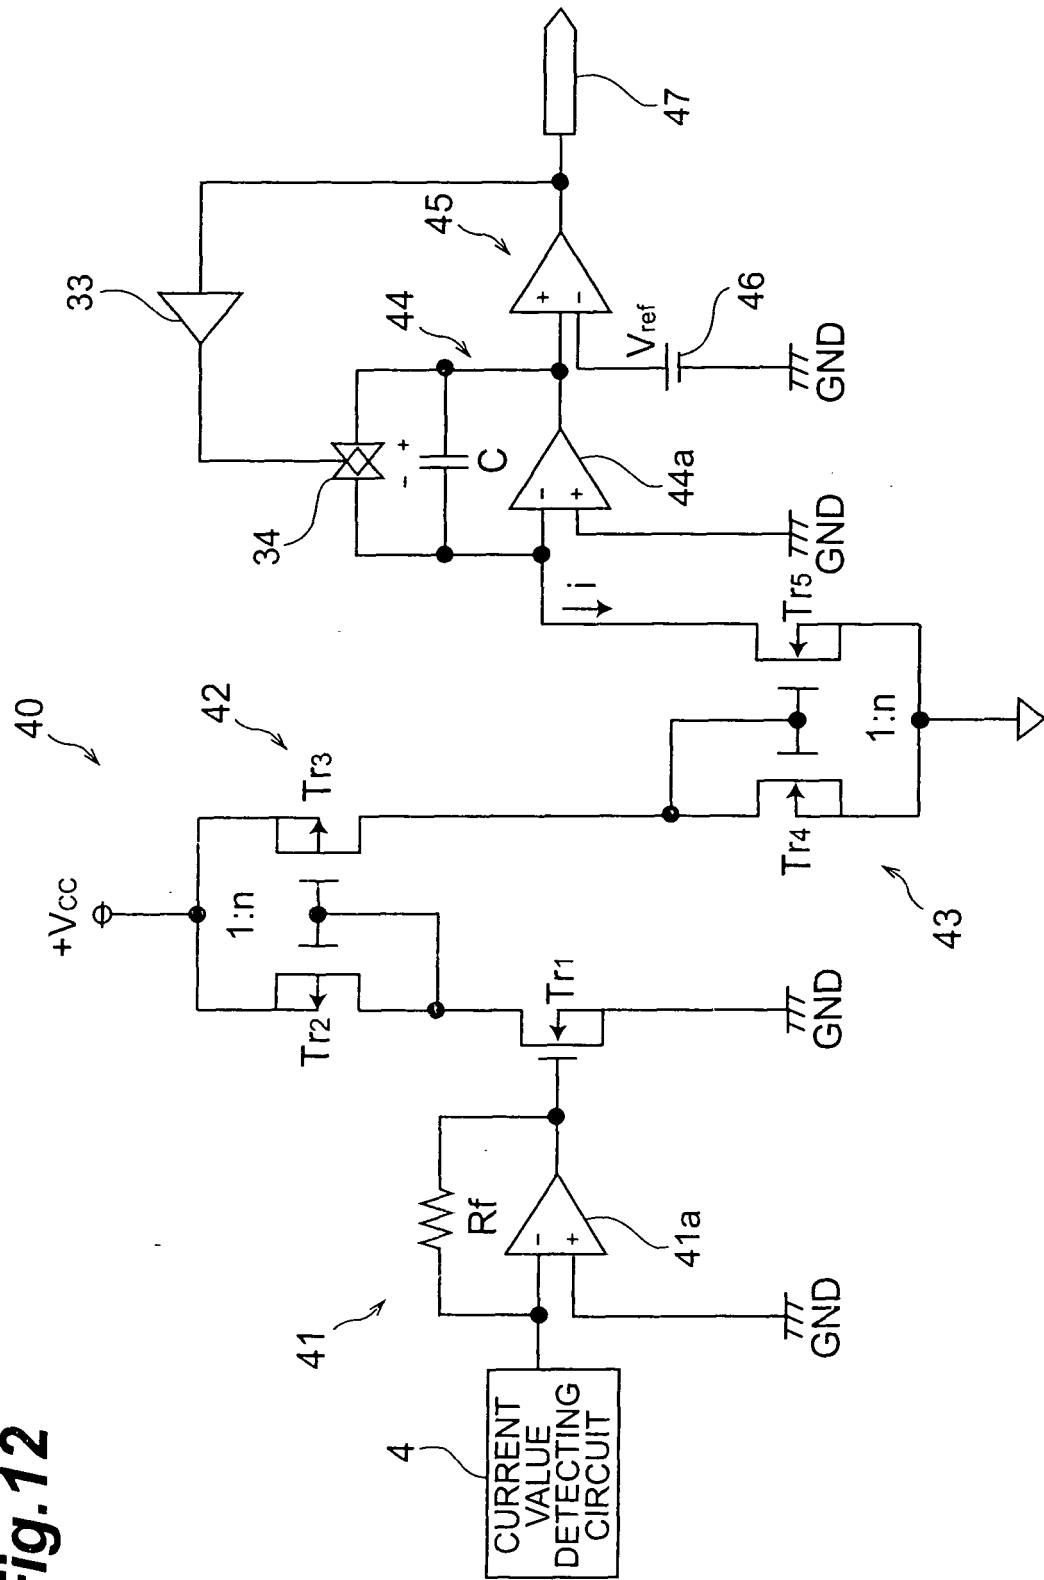 Fig.12
40
41
4
CURRENT
VALUE
DETECTING
CIRCUIT
Rf
-
+
41a
GND
+Vcc
42
1:n
Tr2
Tr3
Tr1
GND
43
1:n
Tr4
Tr5
i
33
34
- +
C
44
-
+
44a
GND
45
+
-
Vref
46
GND
47